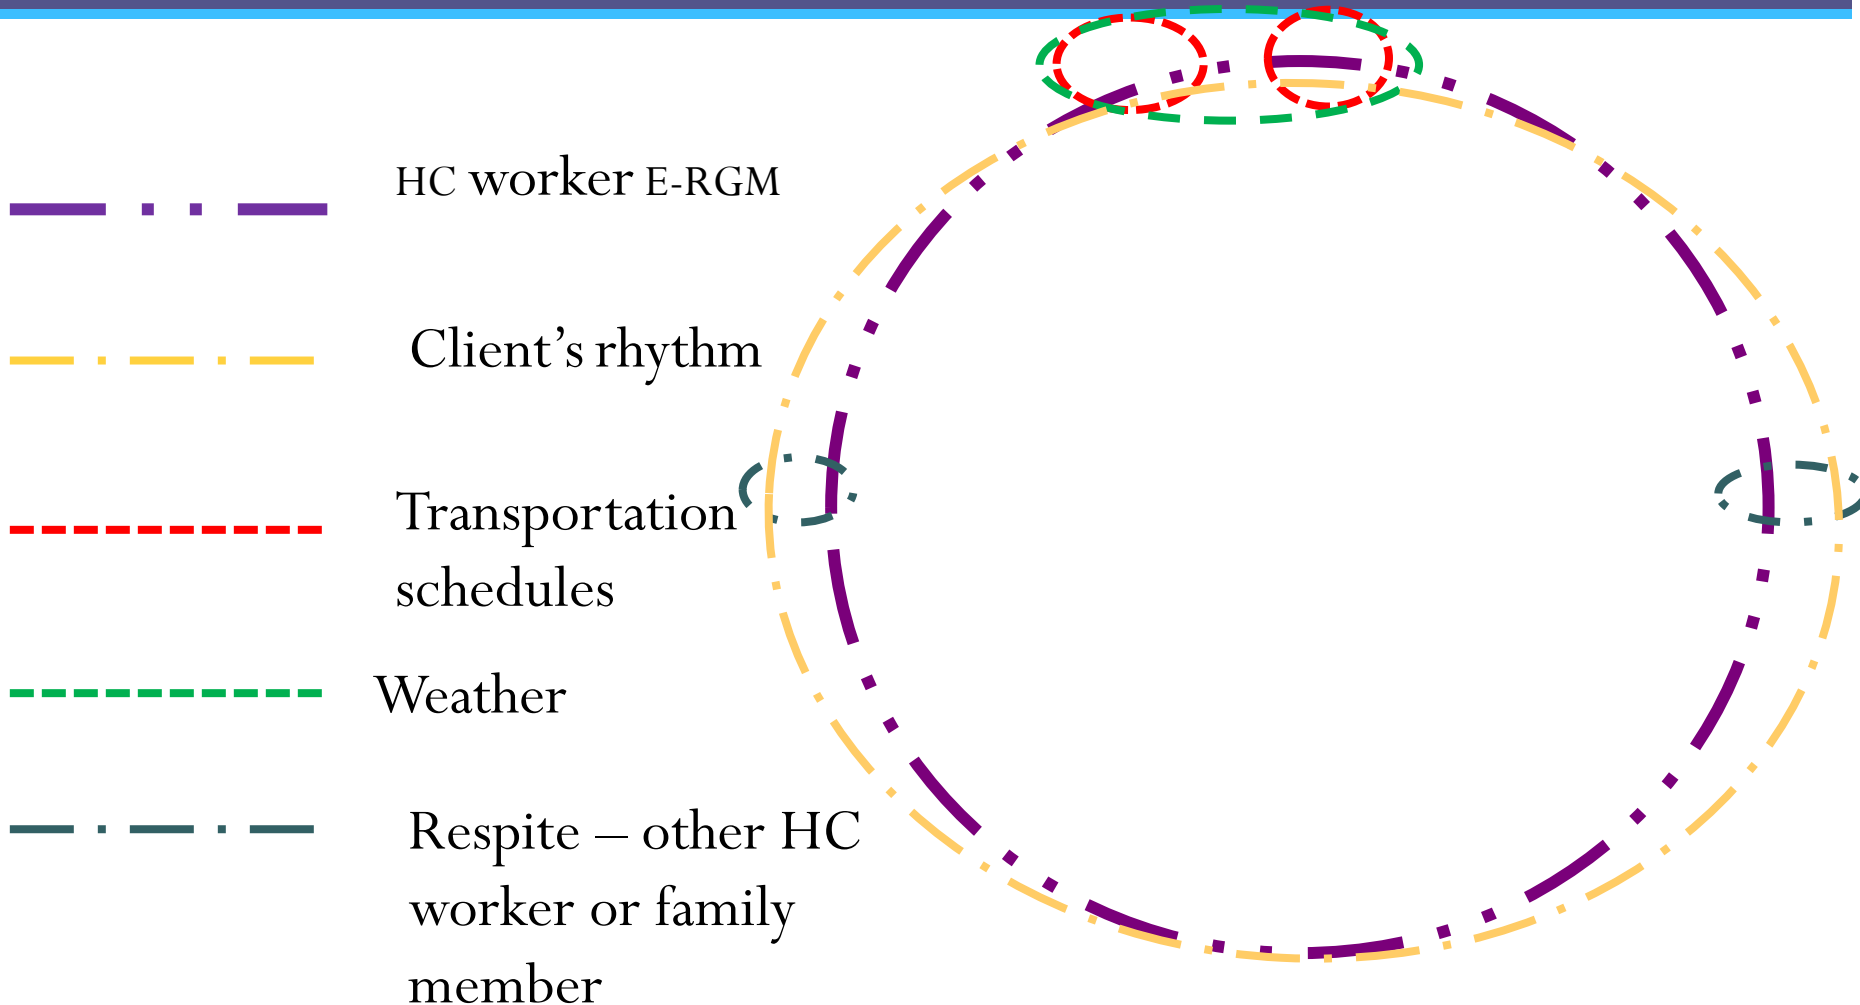 HC worker E-RGM
Client’s rhythm
Transportation
schedules
Weather
Respite – other HC
worker or family
member